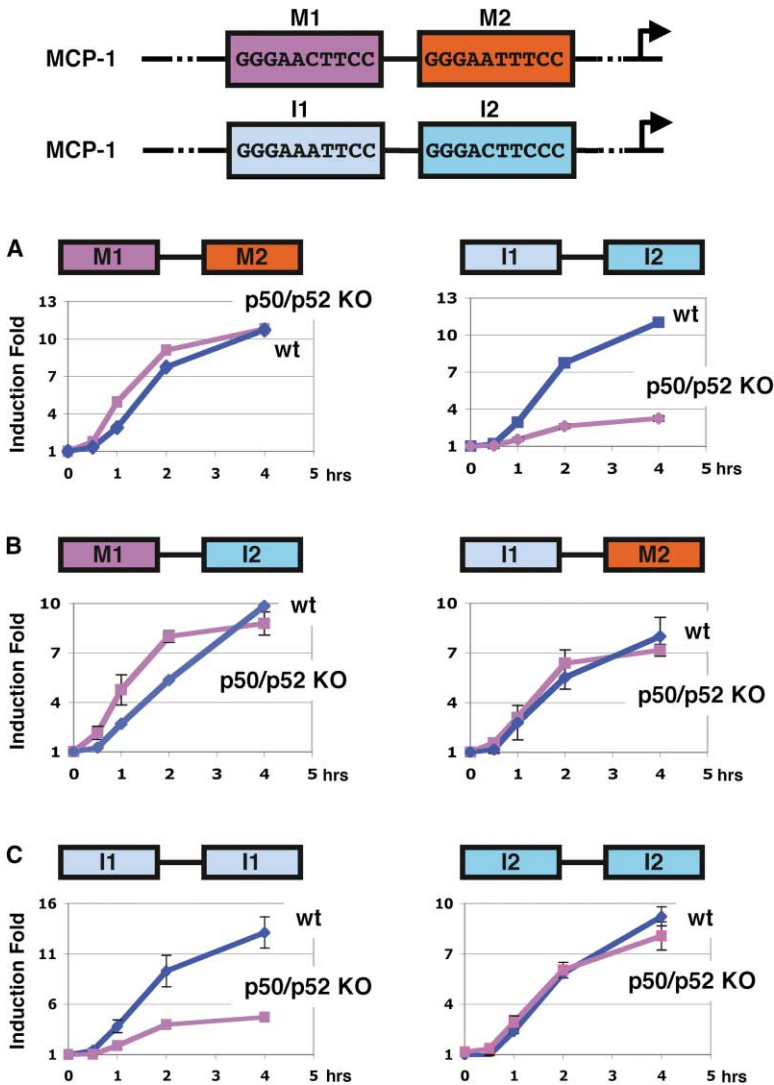 M1 M2
MCP-1 GGGAACTTCC GGGAATTTCC
I1 I2
MCP-1 GGGAAATTCC GGGACTTCCC
A M1 M2 I1 I2
Induction Fold
13
10
7
4
1
0 1 2 3 4 5 hrs
p50/p52 KO
wt
13
10
7
4
1
0 1 2 3 4 5 hrs
wt
p50/p52 KO
B M1 I2 I1 M2
Induction Fold
10
7
4
1
0 1 2 3 4 5 hrs
wt
p50/p52 KO
10
7
4
1
0 1 2 3 4 5 hrs
wt
p50/p52 KO
C I1 I1 I2 I2
Induction Fold
16
13
11
6
1
0 1 2 3 4 5 hrs
wt
p50/p52 KO
10
7
4
1
0 1 2 3 4 5 hrs
wt
p50/p52 KO